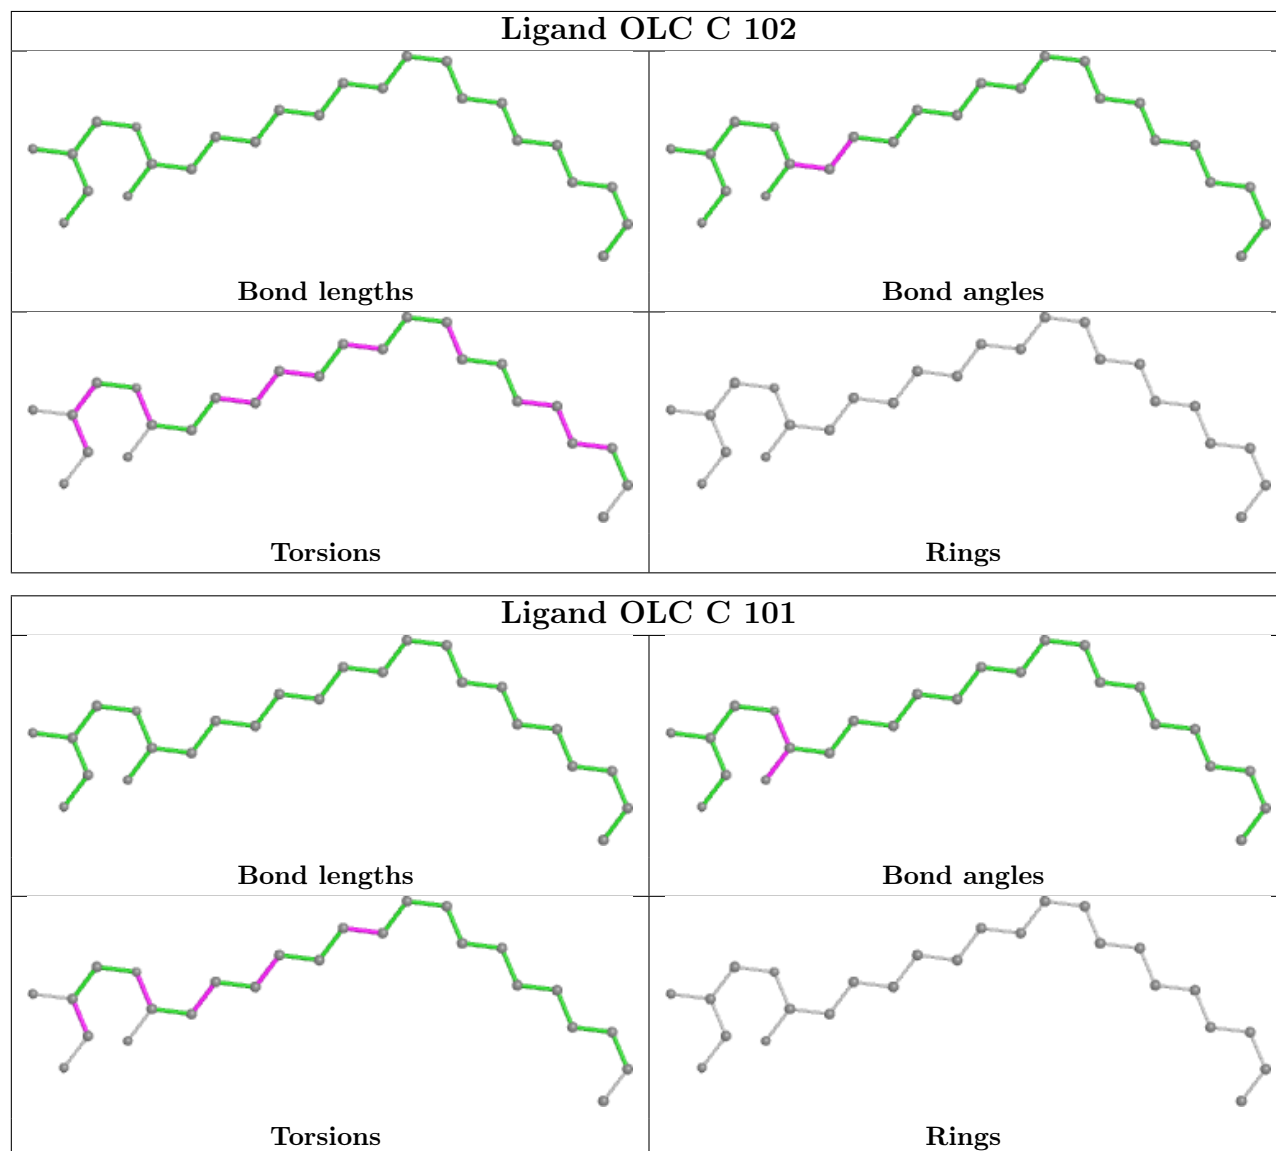 Ligand OLC C 102
Bond lengths
Bond angles
Torsions
Rings
Ligand OLC C 101
Bond lengths
Bond angles
Torsions
Rings